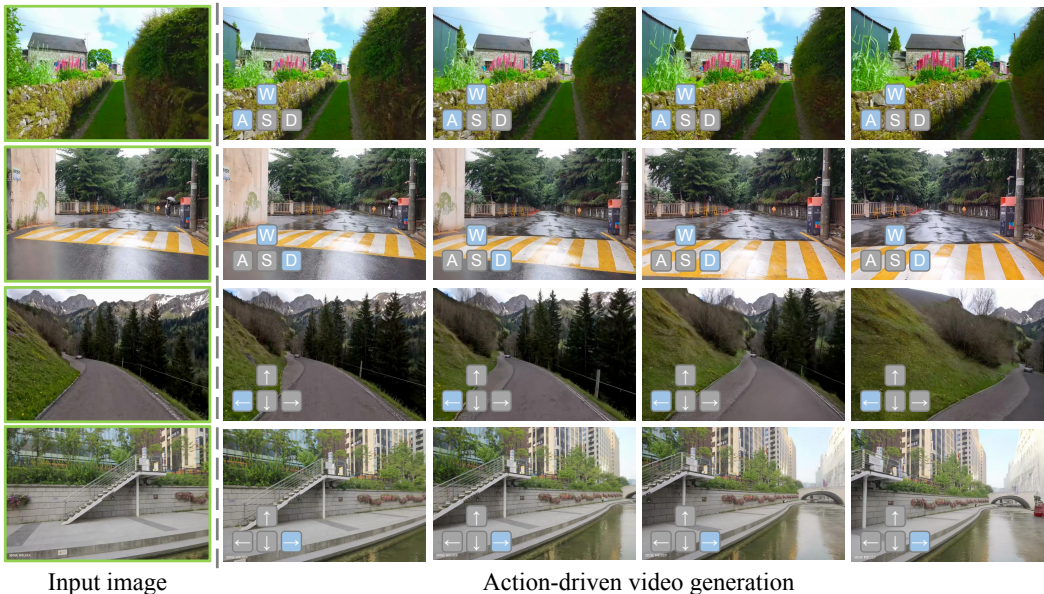 W W W W
A S D A S D A S D A S D
W W W W
A S D A S D A S D A S D
↑ ↑ ↑ ↑
← ↓ → ← ↓ → ← ↓ → ← ↓ →
↑ ↑ ↑ ↑
← ↓ → ← ↓ → ← ↓ → ← ↓ →
Input image
Action-driven video generation